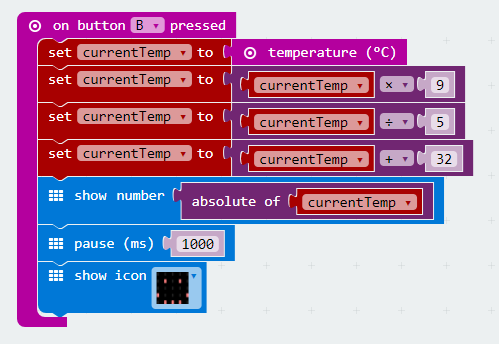 on button B pressed
set currentTemp to temperature (ºC)
set currentTemp to currentTemp × 9
set currentTemp to currentTemp ÷ 5
set currentTemp to currentTemp + 32
show number absolute of currentTemp
pause (ms) 1000
show icon